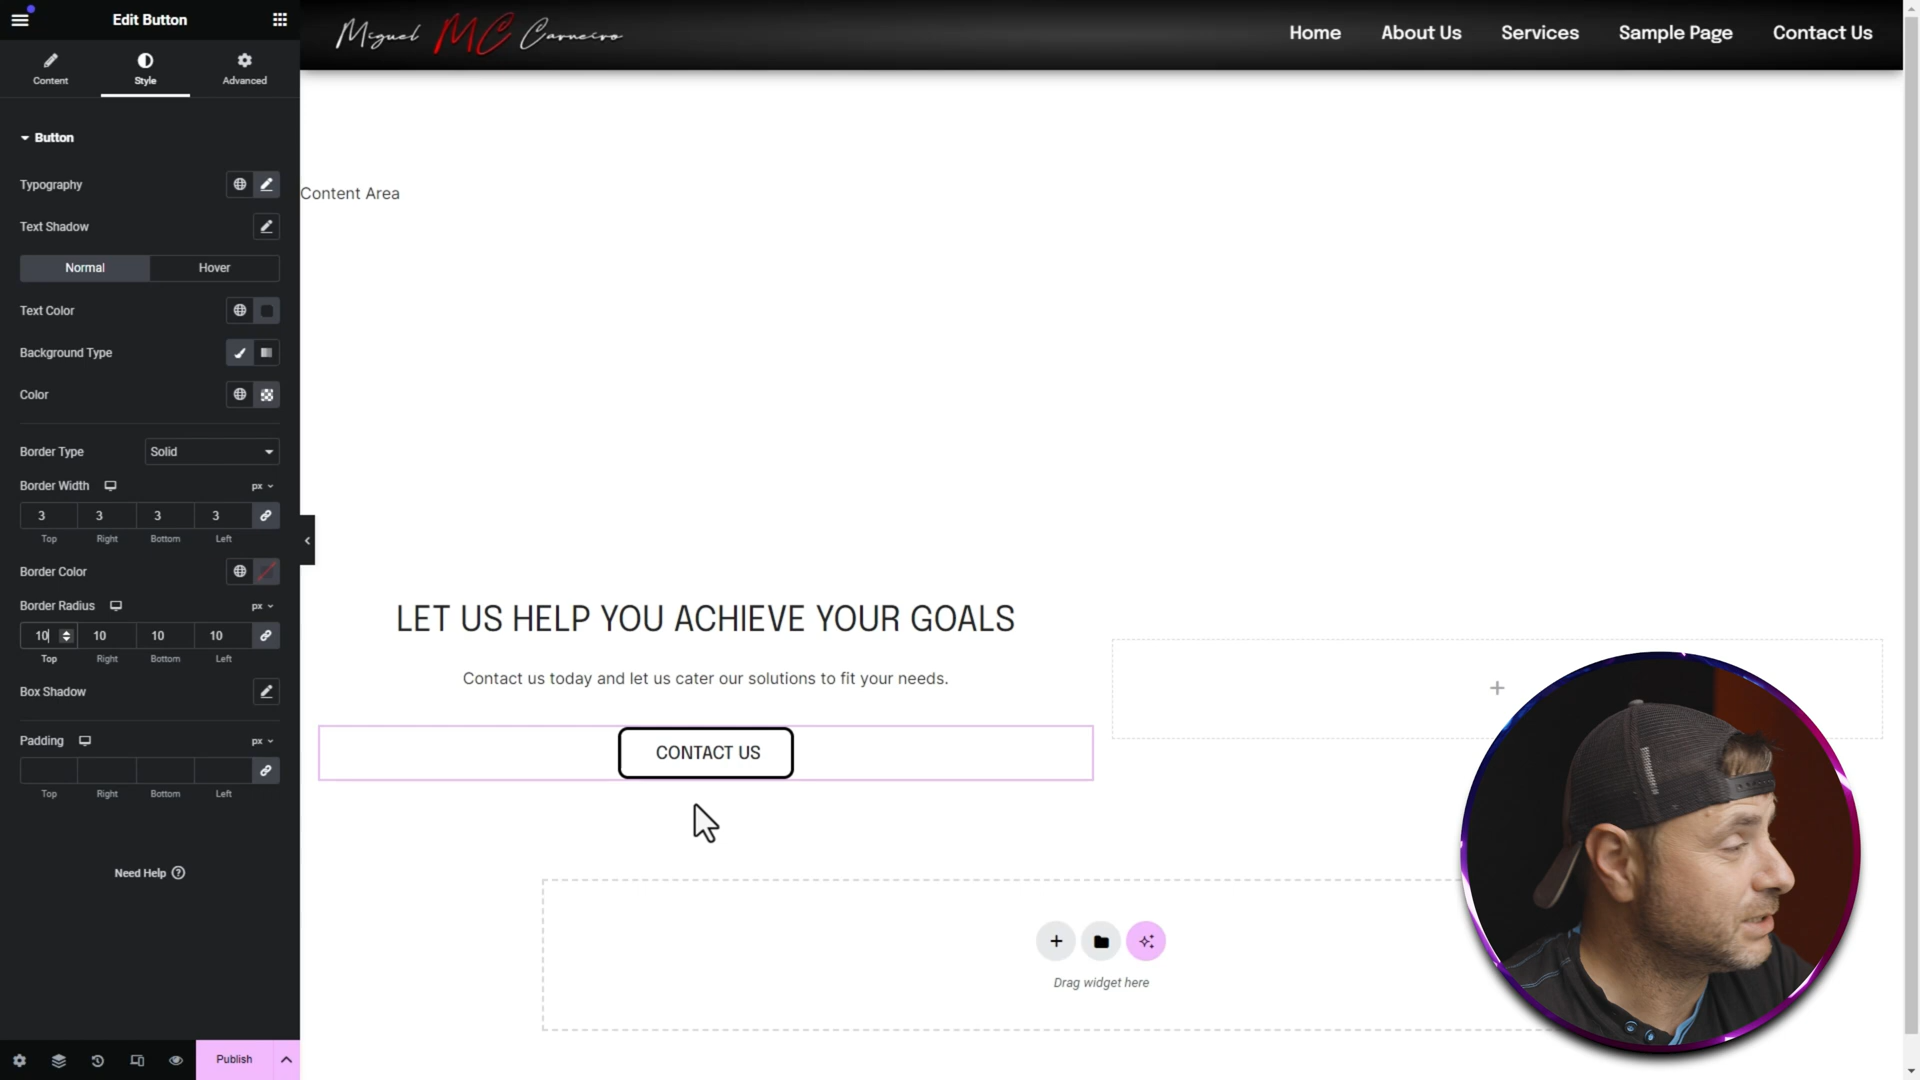 Edit Button
Content
Style
Advanced
Button
Typography
Text Shadow
Normal
Hover
Text Color
Background Type
Color
Border Type
Solid
Border Width
px
3
3
3
3
Top
Right
Bottom
Left
Border Color
Border Radius
px
10
10
10
10
Top
Right
Bottom
Left
Box Shadow
Padding
px
Top
Right
Bottom
Left
Need Help
Publish
Miguel MC Carneiro
Home
About Us
Services
Sample Page
Contact Us
Content Area
LET US HELP YOU ACHIEVE YOUR GOALS
Contact us today and let us cater our solutions to fit your needs.
CONTACT US
Drag widget here